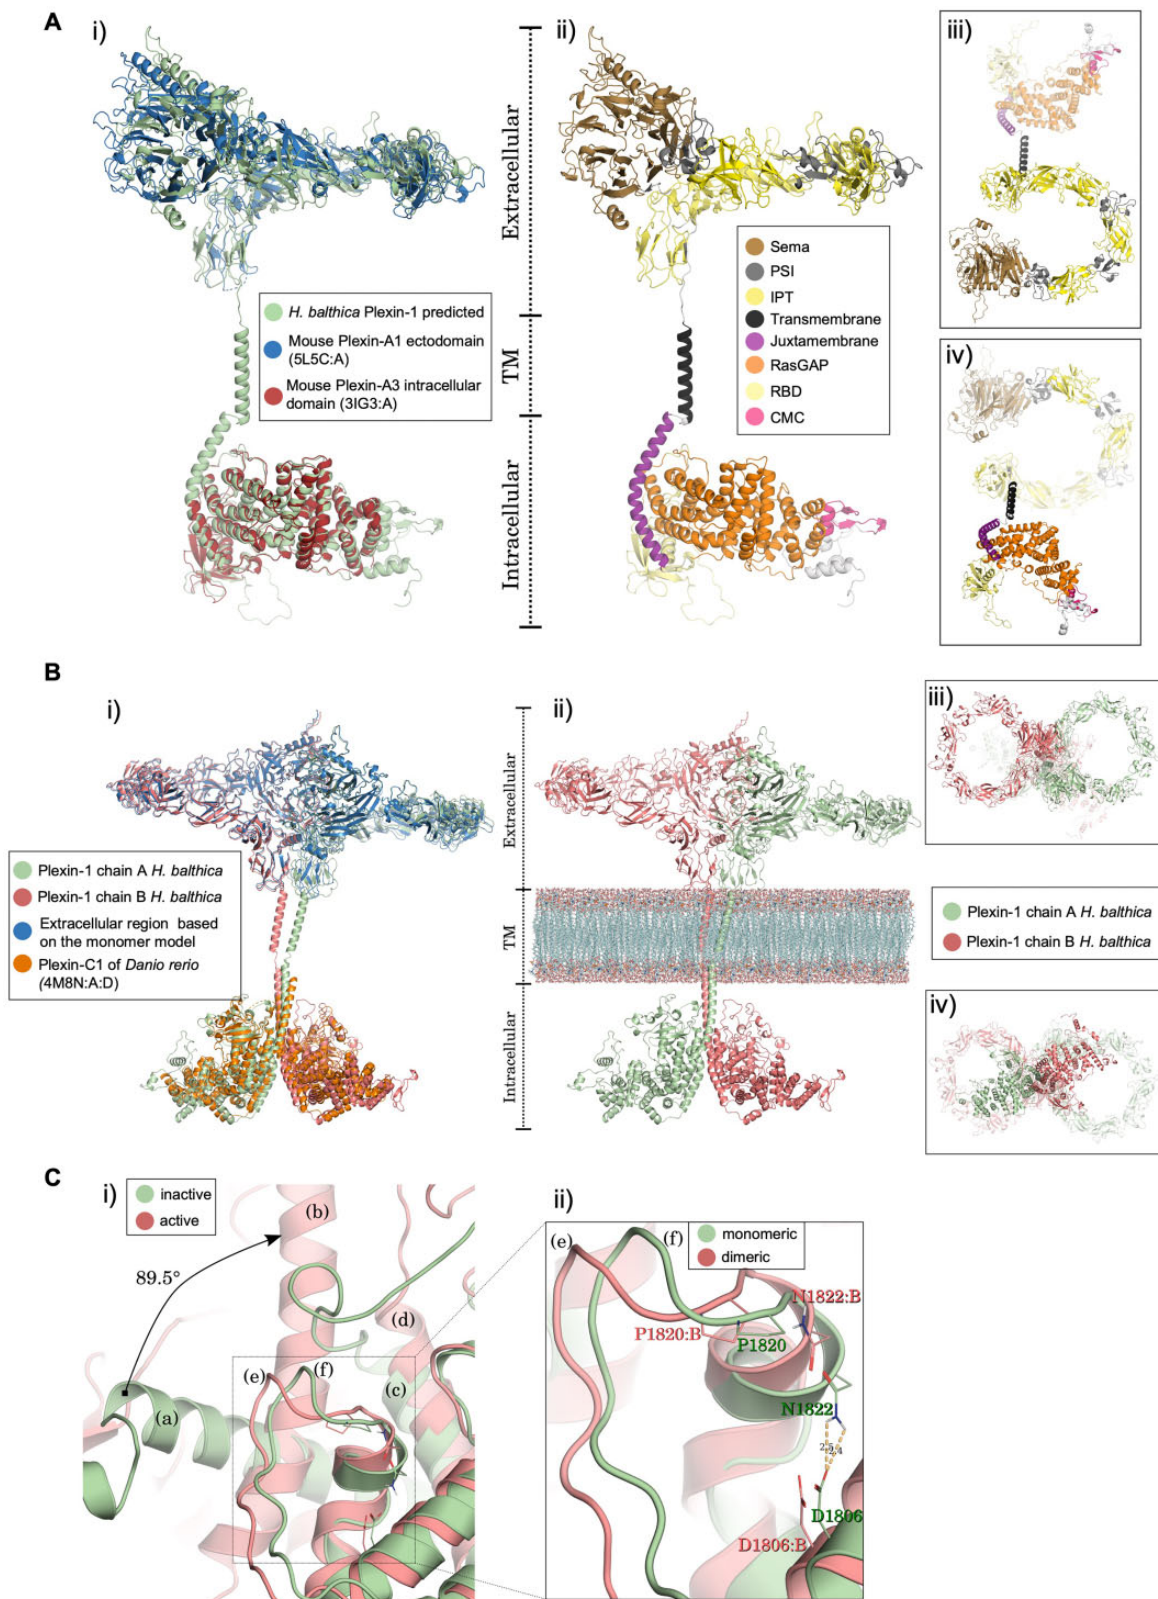 A
i)
ii)
iii)
Extracellular
TM
Intracellular
H. balthica Plexin-1 predicted
Mouse Plexin-A1 ectodomain
(5L5C:A)
Mouse Plexin-A3 intracellular
domain (3IG3:A)
Sema
PSI
IPT
Transmembrane
Juxtamembrane
RasGAP
RBD
CMC
iv)
B
i)
ii)
iii)
Extracellular
TM
Intracellular
Plexin-1 chain A H. balthica
Plexin-1 chain B H. balthica
Extracellular region based
on the monomer model
Plexin-C1 of Danio rerio
(4M8N:A:D)
Plexin-1 chain A H. balthica
Plexin-1 chain B H. balthica
iv)
C
i)
inactive
active
89.5°
(a)
(b)
(c)
(d)
(e)
(f)
ii)
monomeric
dimeric
(e)
(f)
N1822:B
P1820:B
P1820
N1822
2.5
2.4
D1806
D1806:B